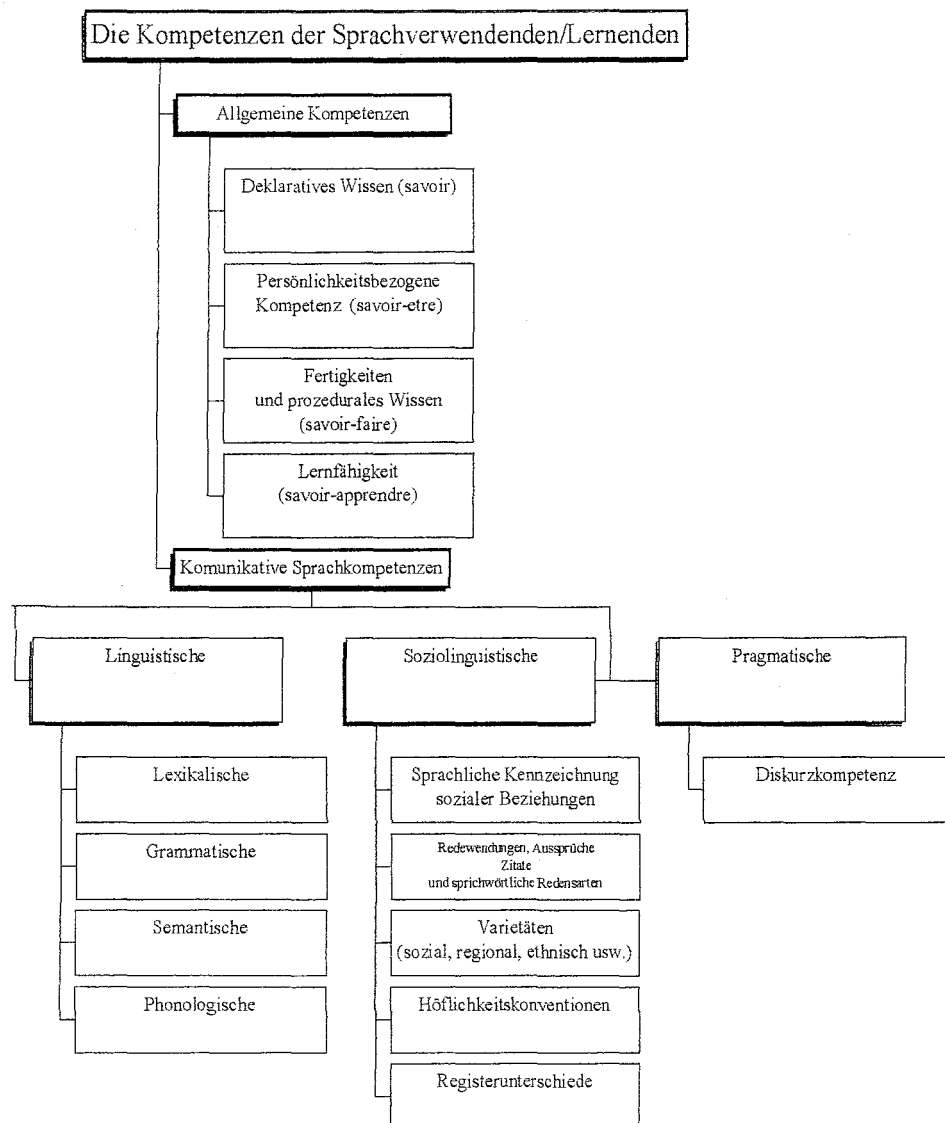 Die Kompetenzen der Sprachverwendenden/Lernenden
Allgemeine Kompetenzen
Deklaratives Wissen (savoir)
Persönlichkeitsbezogene
Kompetenz (savoir-etre)
Fertigkeiten
und prozedurales Wissen
(savoir-faire)
Lernfähigkeit
(savoir-apprendre)
Komunikative Sprachkompetenzen
Linguistische
Lexikalische
Grammatische
Semantische
Phonologische
Soziolinguistische
Sprachliche Kennzeichnung
sozialer Beziehungen
Redewendungen, Aussprüche
Zitate
und sprichwörtliche Redensarten
Varietäten
(sozial, regional, ethnisch usw.)
Höflichkeitskonventionen
Registerunterschiede
Pragmatische
Diskurzkompetenz